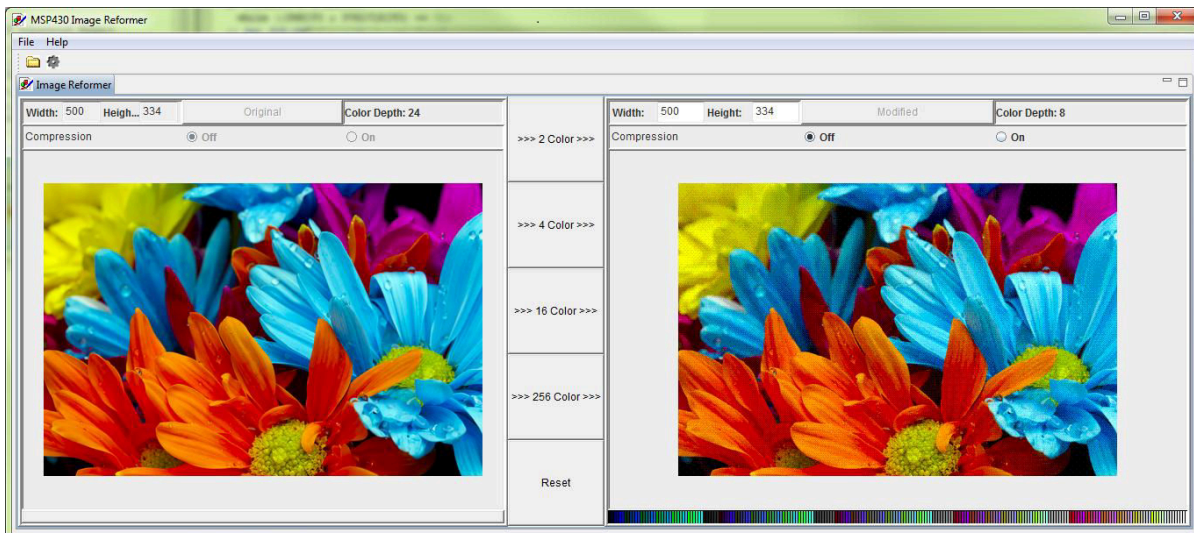 MSP430 Image Reformer
File Help
Image Reformer
Width: 500 Heigh... 334 Original Color Depth: 24
Compression Off On
>>> 2 Color >>>
>>> 4 Color >>>
>>> 16 Color >>>
>>> 256 Color >>>
Reset
Width: 500 Height: 334 Modified Color Depth: 8
Compression Off On